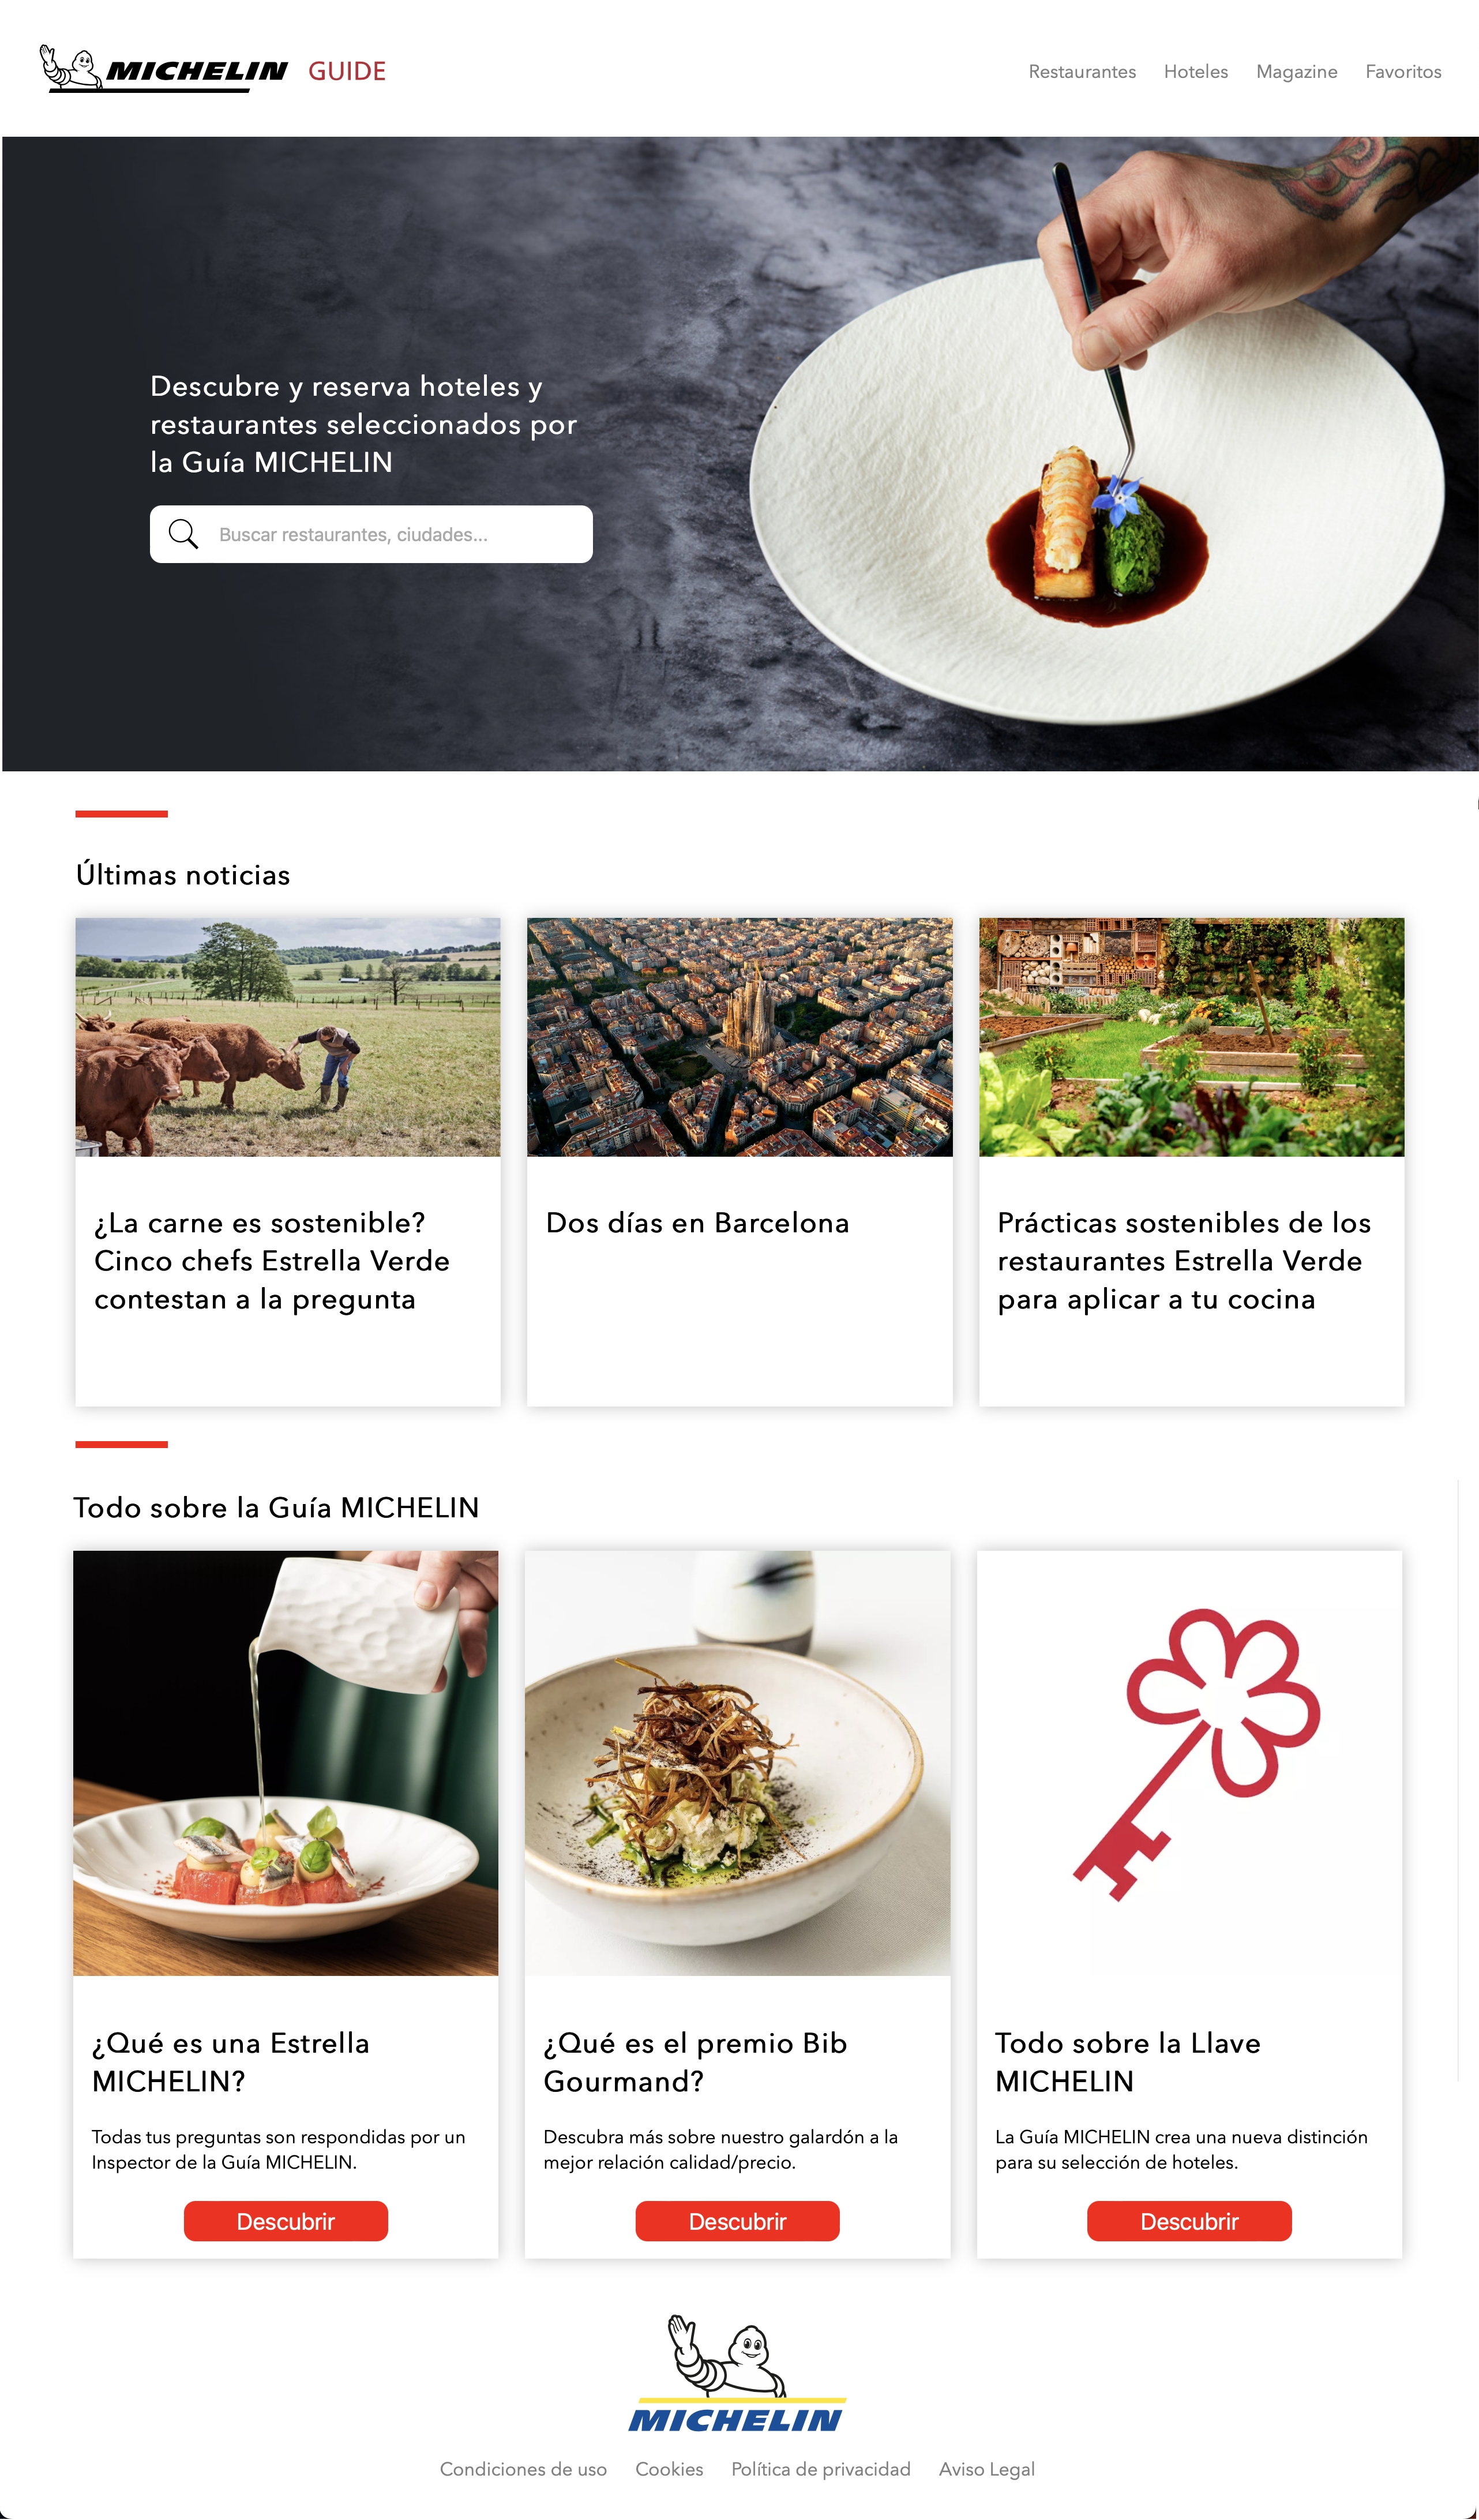 MICHELIN GUIDE
Restaurantes Hoteles Magazine Favoritos
Descubre y reserva hoteles y
restaurantes seleccionados por
la Guía MICHELIN
Buscar restaurantes, ciudades...
Últimas noticias
¿La carne es sostenible?
Cinco chefs Estrella Verde
contestan a la pregunta
Dos días en Barcelona
Prácticas sostenibles de los
restaurantes Estrella Verde
para aplicar a tu cocina
Todo sobre la Guía MICHELIN
¿Qué es una Estrella
MICHELIN?
Todas tus preguntas son respondidas por un
Inspector de la Guía MICHELIN.
Descubrir
¿Qué es el premio Bib
Gourmand?
Descubra más sobre nuestro galardón a la
mejor relación calidad/precio.
Descubrir
Todo sobre la Llave
MICHELIN
La Guía MICHELIN crea una nueva distinción
para su selección de hoteles.
Descubrir
MICHELIN
Condiciones de uso Cookies Política de privacidad Aviso Legal